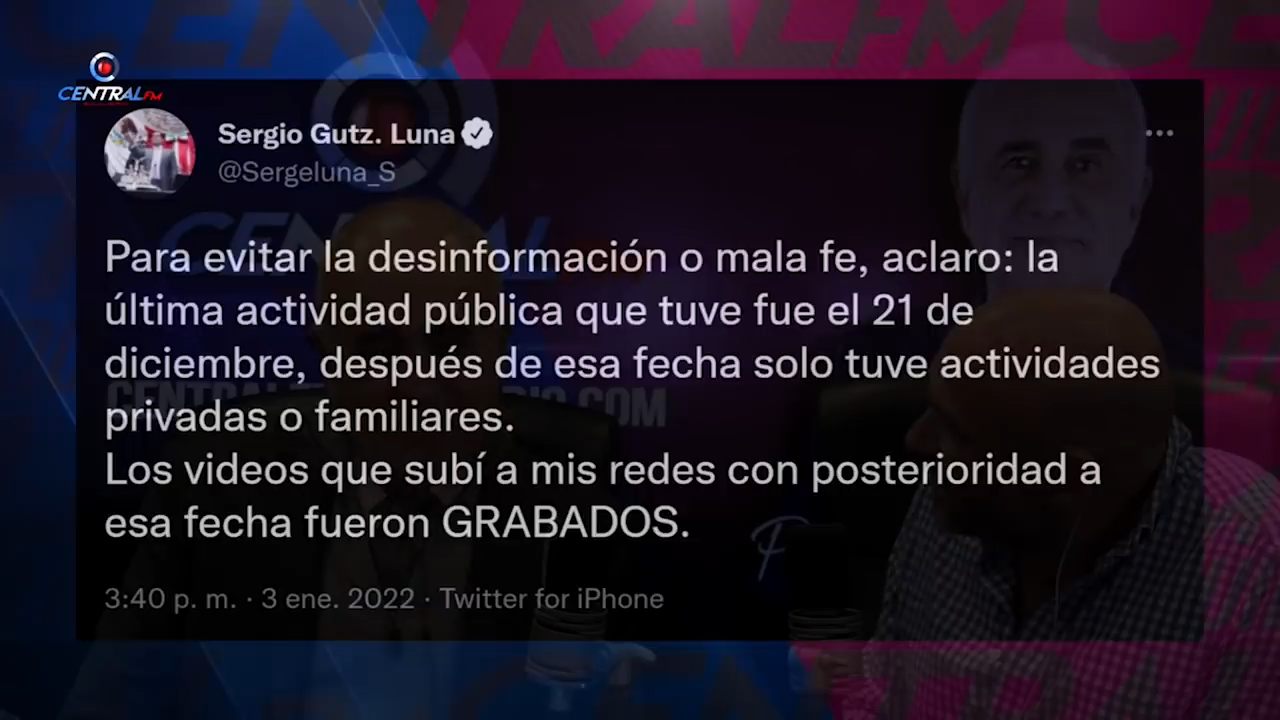 CENTRAL FM
Sergio Gutz. Luna
@Sergeluna_S
Para evitar la desinformación o mala fe, aclaro: la
última actividad pública que tuve fue el 21 de
diciembre, después de esa fecha solo tuve actividades
privadas o familiares.
Los videos que subí a mis redes con posterioridad a
esa fecha fueron GRABADOS.
3:40 p. m. · 3 ene. 2022 · Twitter for iPhone